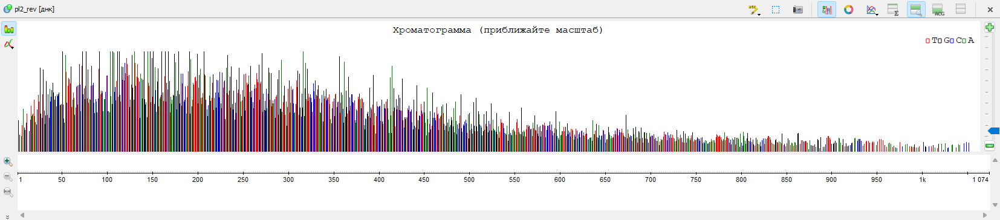 pl2_rev [днк]
Хроматограмма (приближайте масштаб)
T G C A
1 50 100 150 200 250 300 350 400 450 500 550 600 650 700 750 800 850 900 950 1k 1 074